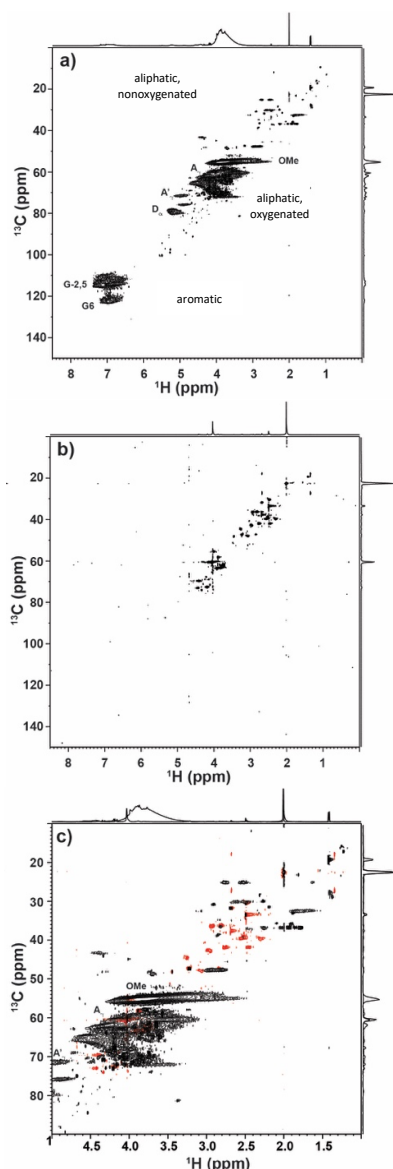 a)
aliphatic,
nonoxygenated
20
40
A
OMe
60
A'
aliphatic,
oxygenated
Dα
80
100
G-2,5
aromatic
G6
120
140
13C (ppm)
8 7 6 5 4 3 2 1
1H (ppm)
b)
20
40
60
80
100
120
140
13C (ppm)
8 7 6 5 4 3 2 1
1H (ppm)
c)
20
30
40
OMe
50
A
60
A'
70
80
13C (ppm)
1 4.5 4.0 3.5 3.0 2.5 2.0 1.5 1.0
1H (ppm)